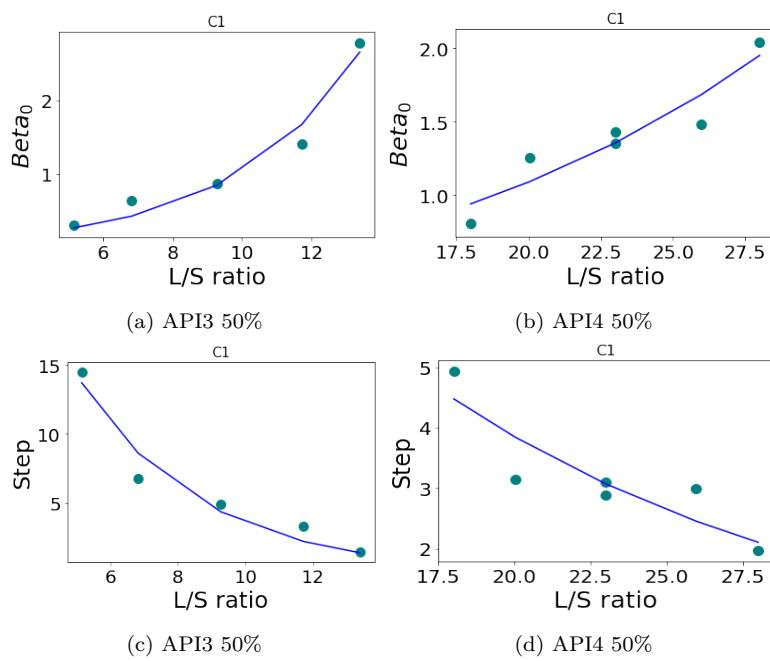 C1
Beta0
2
1
6 8 10 12
L/S ratio
(a) API3 50%
C1
Beta0
2.0
1.5
1.0
17.5 20.0 22.5 25.0 27.5
L/S ratio
(b) API4 50%
C1
Step
15
10
5
6 8 10 12
L/S ratio
(c) API3 50%
C1
Step
5
4
3
2
17.5 20.0 22.5 25.0 27.5
L/S ratio
(d) API4 50%